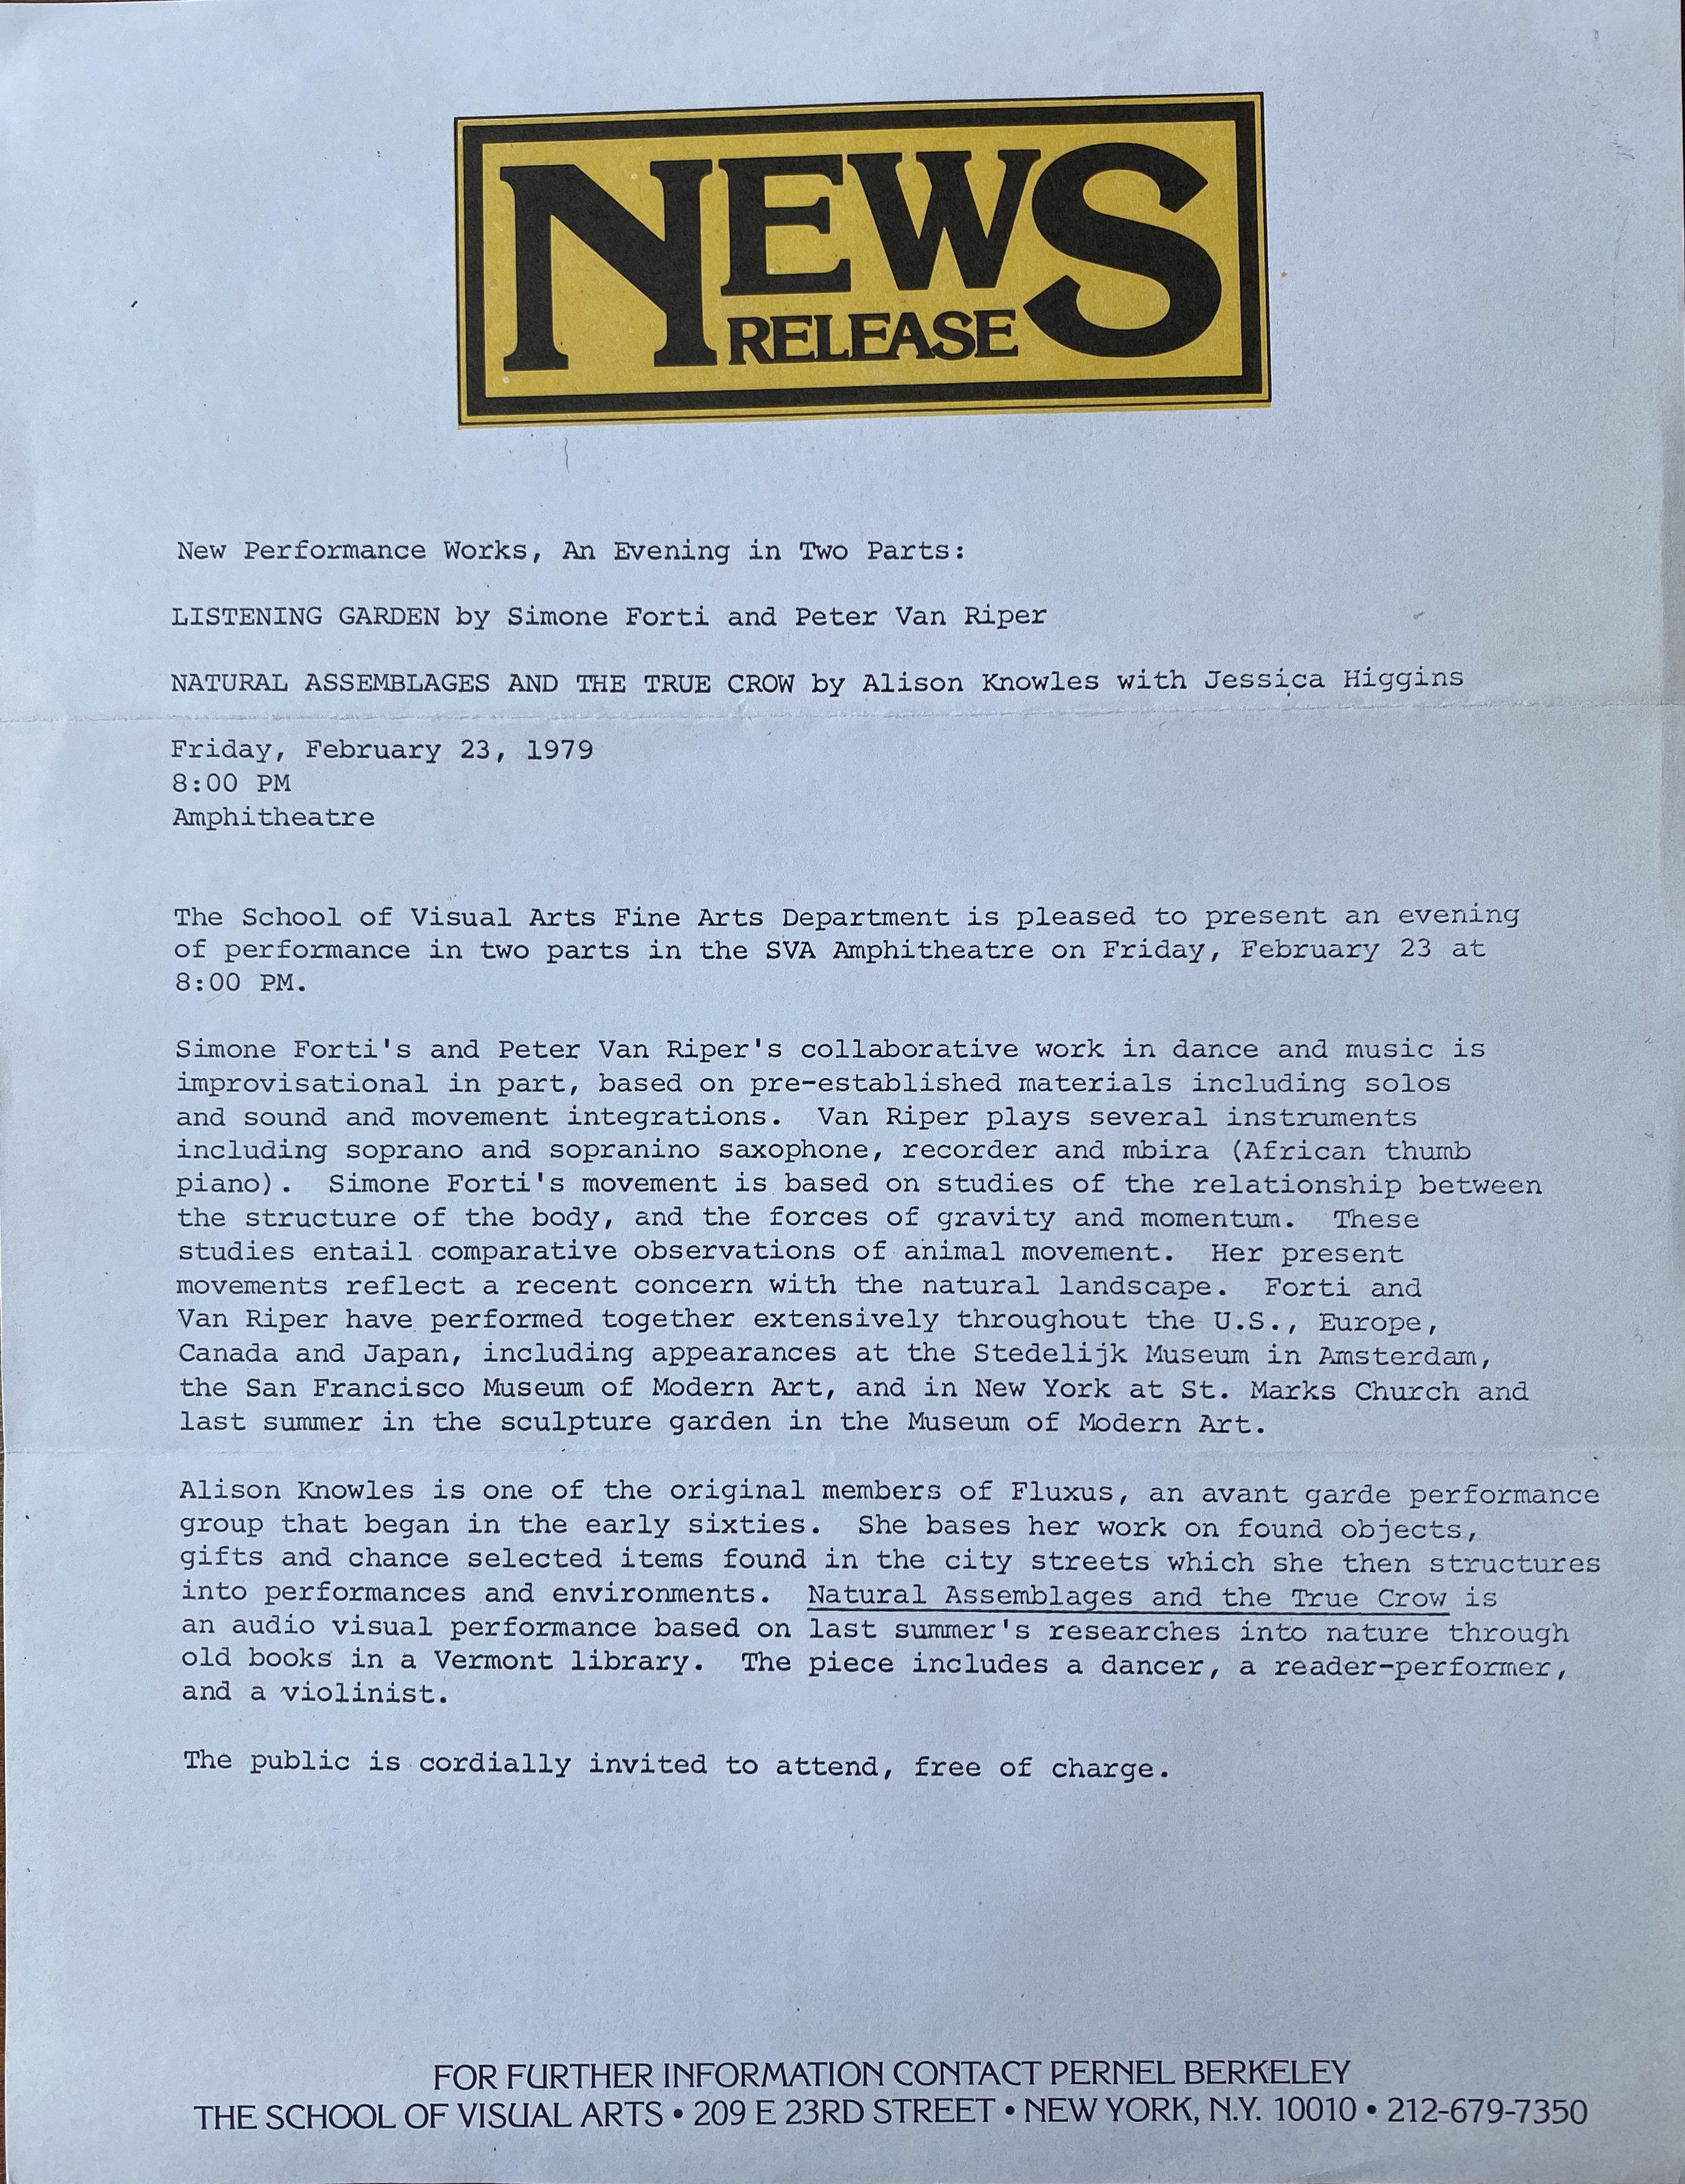 NEWS
RELEASE
New Performance Works, An Evening in Two Parts:
LISTENING GARDEN by Simone Forti and Peter Van Riper
NATURAL ASSEMBLAGES AND THE TRUE CROW by Alison Knowles with Jessica Higgins
Friday, February 23, 1979
8:00 PM
Amphitheatre
The School of Visual Arts Fine Arts Department is pleased to present an evening
of performance in two parts in the SVA Amphitheatre on Friday, February 23 at
8:00 PM.
Simone Forti's and Peter Van Riper's collaborative work in dance and music is
improvisational in part, based on pre-established materials including solos
and sound and movement integrations.  Van Riper plays several instruments
including soprano and sopranino saxophone, recorder and mbira (African thumb
piano).  Simone Forti's movement is based on studies of the relationship between
the structure of the body, and the forces of gravity and momentum.  These
studies entail comparative observations of animal movement.  Her present
movements reflect a recent concern with the natural landscape.  Forti and
Van Riper have performed together extensively throughout the U.S., Europe,
Canada and Japan, including appearances at the Stedelijk Museum in Amsterdam,
the San Francisco Museum of Modern Art, and in New York at St. Marks Church and
last summer in the sculpture garden in the Museum of Modern Art.
Alison Knowles is one of the original members of Fluxus, an avant garde performance
group that began in the early sixties.  She bases her work on found objects,
gifts and chance selected items found in the city streets which she then structures
into performances and environments.  Natural Assemblages and the True Crow is
an audio visual performance based on last summer's researches into nature through
old books in a Vermont library.  The piece includes a dancer, a reader-performer,
and a violinist.
The public is cordially invited to attend, free of charge.
FOR FURTHER INFORMATION CONTACT PERNEL BERKELEY
THE SCHOOL OF VISUAL ARTS • 209 E 23RD STREET • NEW YORK, N.Y. 10010 • 212-679-7350